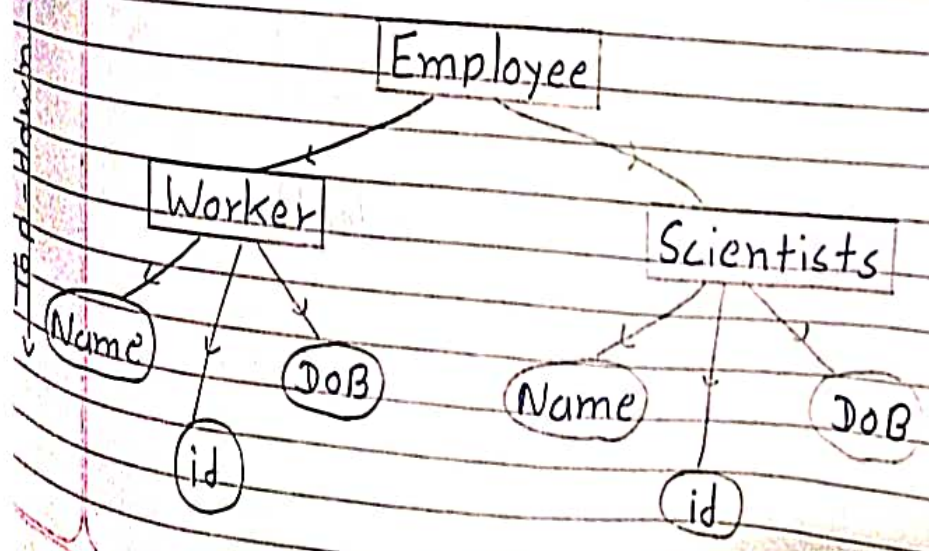 Employee
Worker
Scientists
Name
DoB
Name
DoB
id
id
Top-down